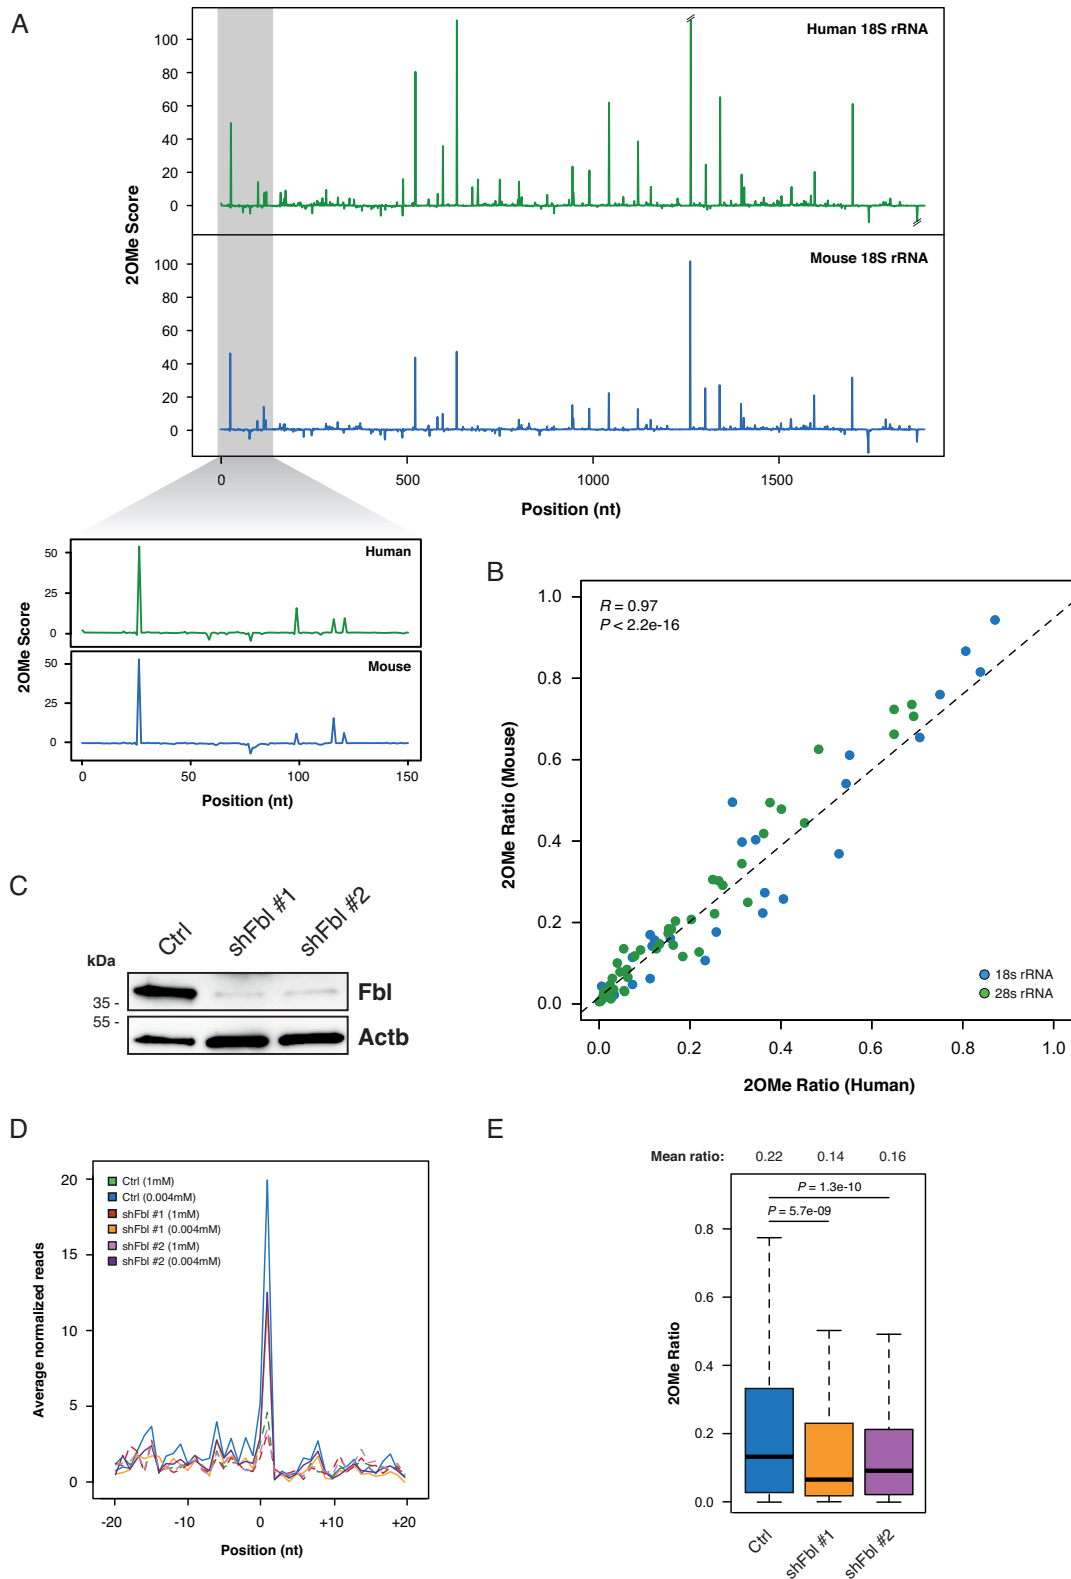 A
Human 18S rRNA
100
80
60
40
20
0
2OMe Score
Mouse 18S rRNA
100
80
60
40
20
0
0
500
1000
1500
Position (nt)
Human
50
25
0
2OMe Score
Mouse
50
25
0
0
50
100
150
Position (nt)
B
R = 0.97
P < 2.2e-16
1.0
0.8
0.6
0.4
0.2
0.0
2OMe Ratio (Mouse)
18s rRNA
28s rRNA
0.0
0.2
0.4
0.6
0.8
1.0
2OMe Ratio (Human)
C
Ctrl
shFbl #1
shFbl #2
kDa
35 -
Fbl
55 -
Actb
D
Ctrl (1mM)
Ctrl (0.004mM)
shFbl #1 (1mM)
shFbl #1 (0.004mM)
shFbl #2 (1mM)
shFbl #2 (0.004mM)
20
15
10
5
0
Average normalized reads
-20
-10
0
+10
+20
Position (nt)
E
Mean ratio: 0.22 0.14 0.16
P = 1.3e-10
P = 5.7e-09
0.8
0.6
0.4
0.2
0.0
2OMe Ratio
Ctrl
shFbl #1
shFbl #2